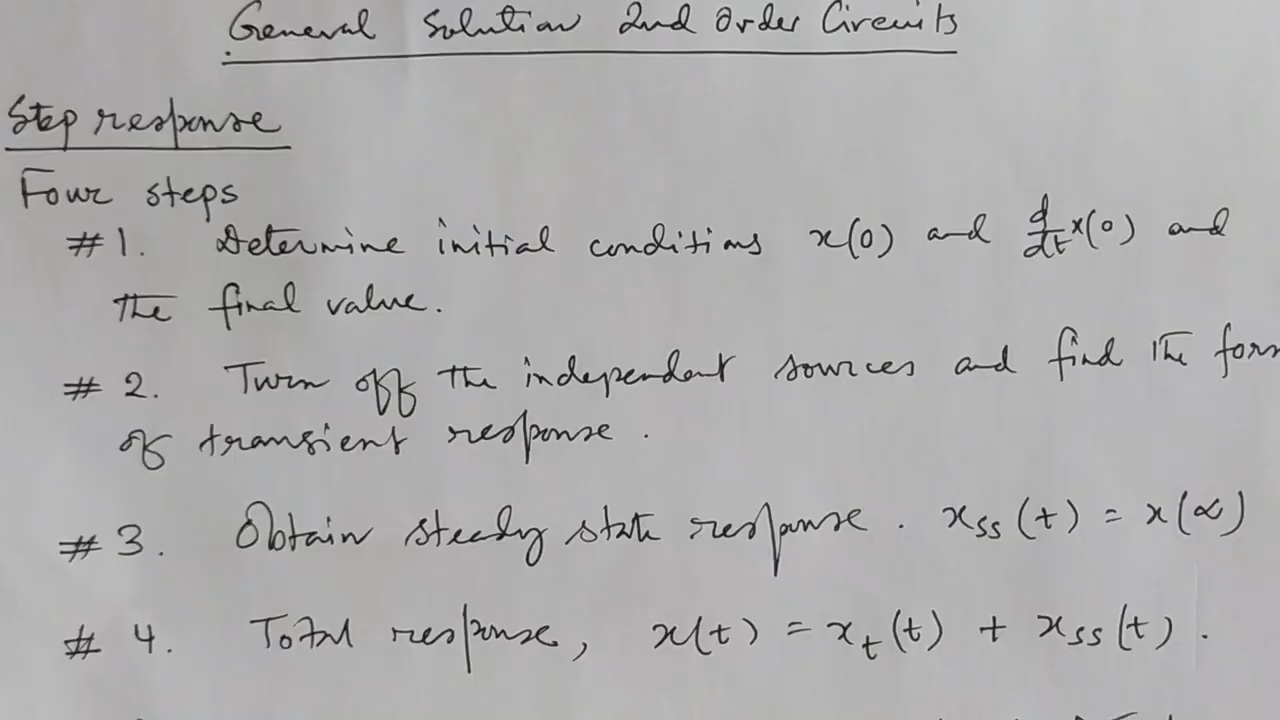 General Solution 2nd Order Circuits
Step response
Four steps
#1. Determine initial conditions x(0) and d/dt x(0) and
the final value.
#2. Turn off the independent sources and find the form
of transient response.
#3. Obtain steady state response. xss(t) = x(∞)
#4. Total response, x(t) = xt(t) + xss(t).